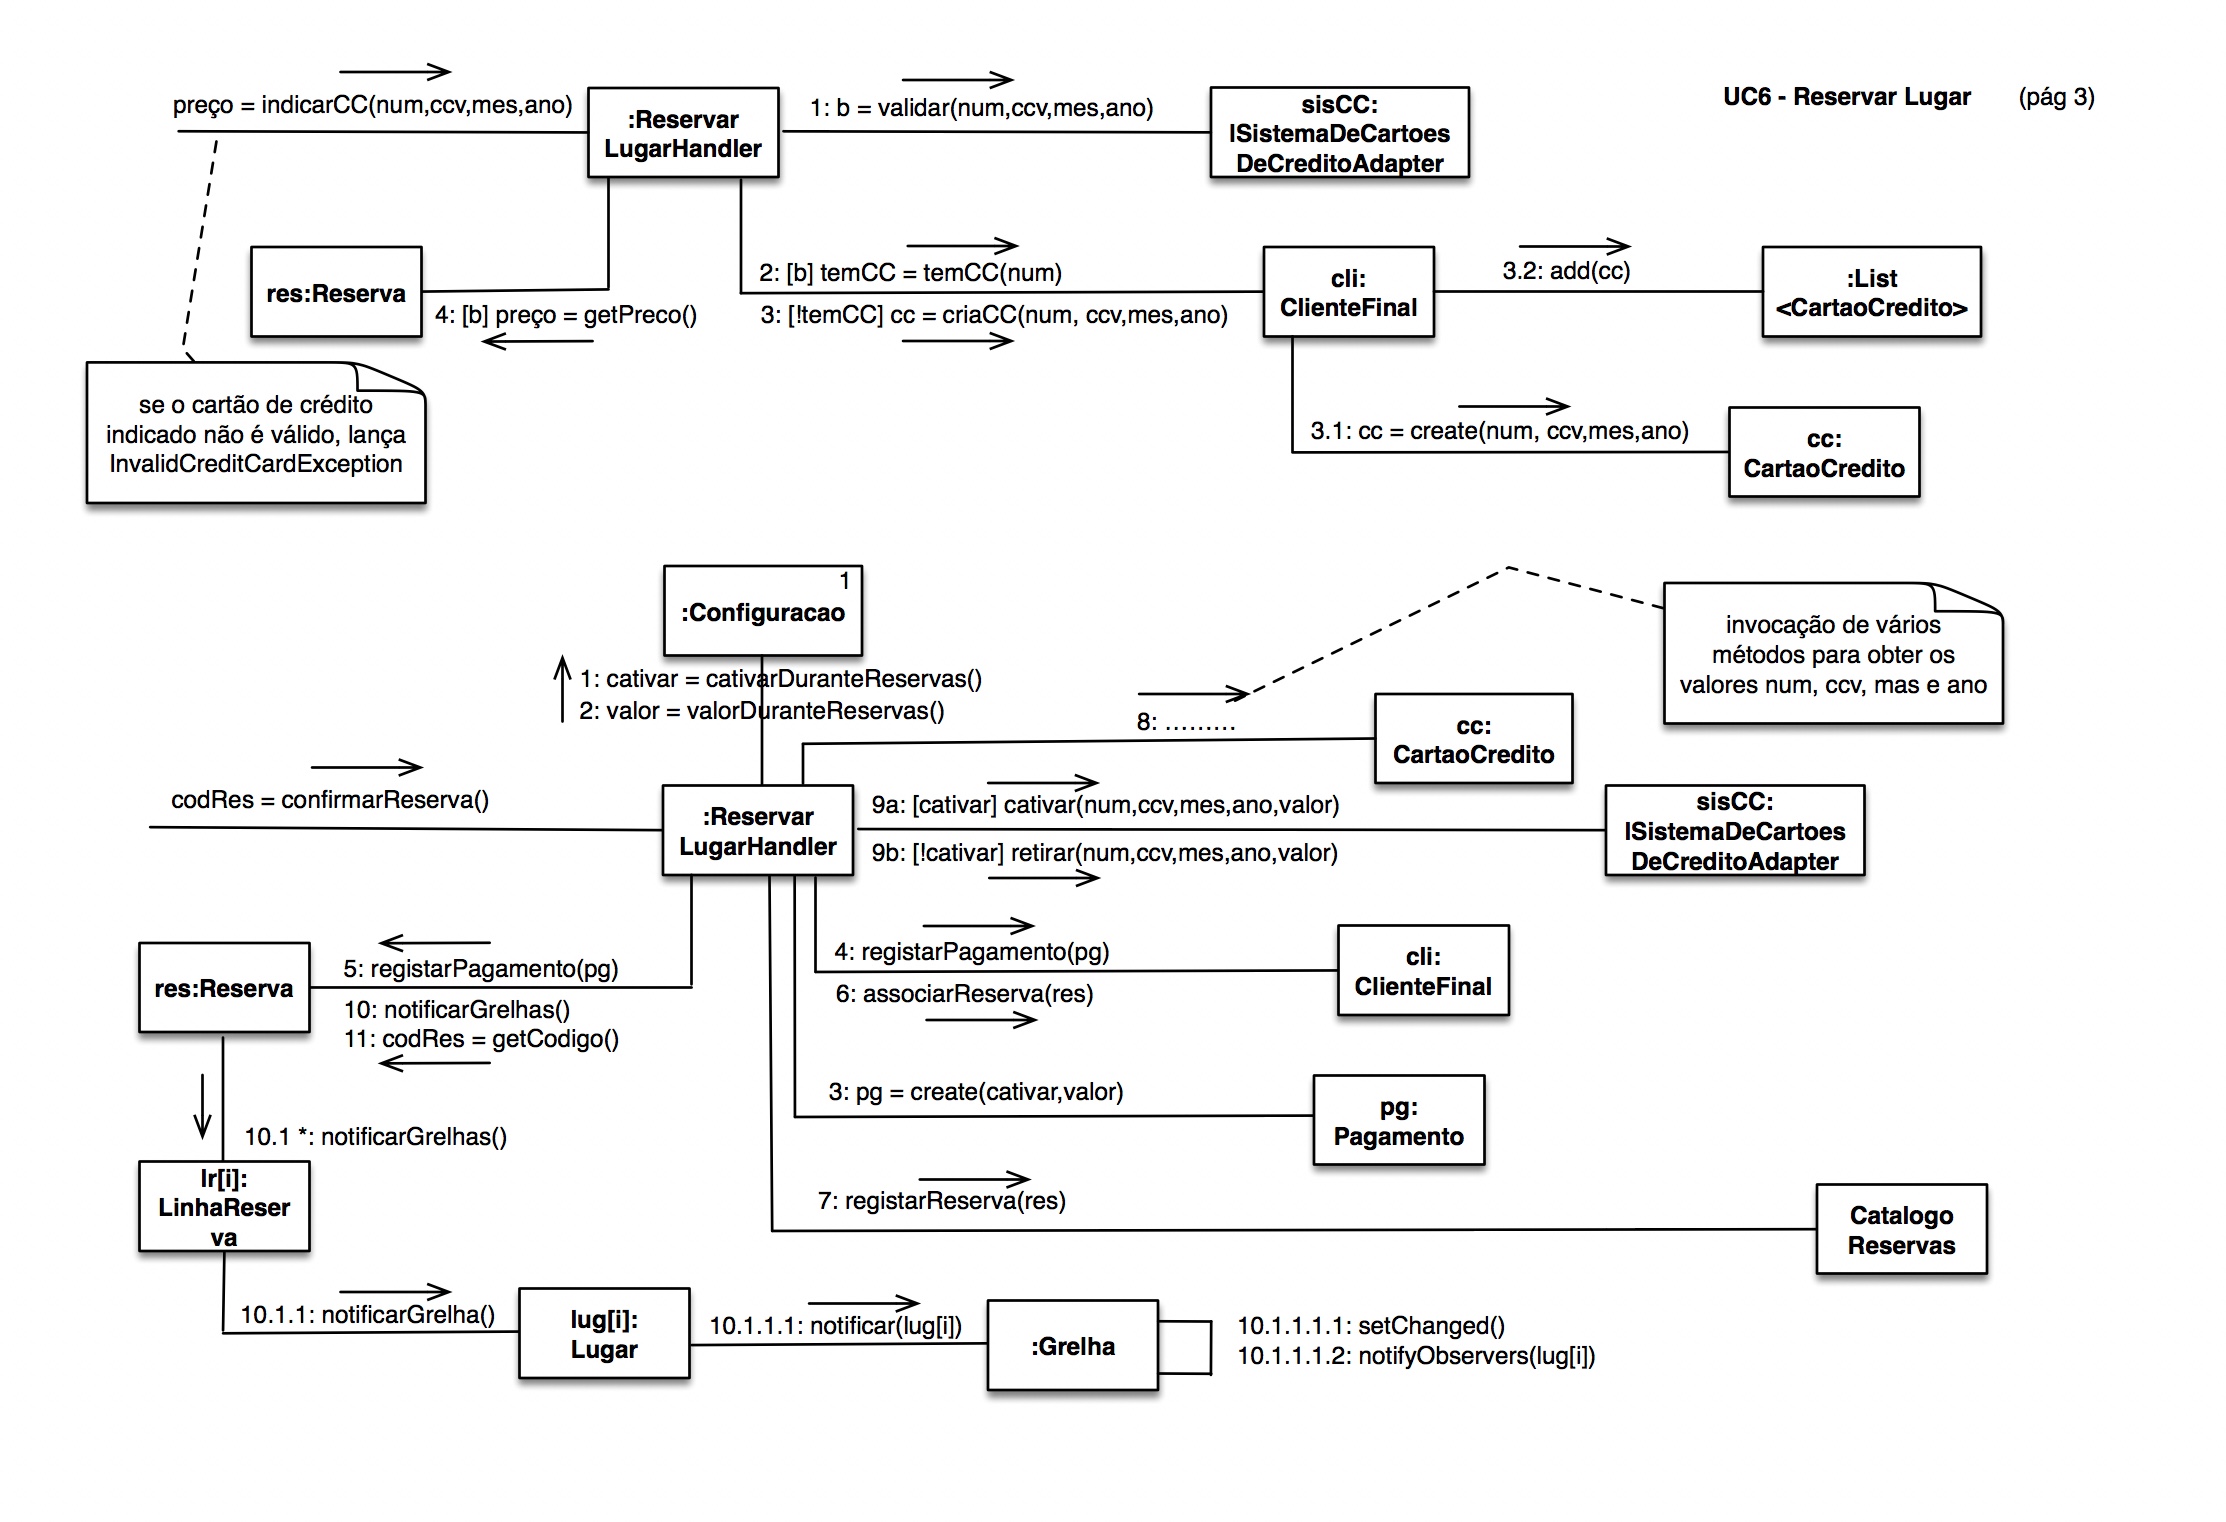 UC6 - Reservar Lugar (pág 3)
preço = indicarCC(num,ccv,mes,ano)
:Reservar
LugarHandler
1: b = validar(num,ccv,mes,ano)
sisCC:
ISistemaDeCartoes
DeCreditoAdapter
res:Reserva
4: [b] preço = getPreco()
2: [b] temCC = temCC(num)
3: [!temCC] cc = criaCC(num, ccv,mes,ano)
cli:
ClienteFinal
3.2: add(cc)
:List
<CartaoCredito>
3.1: cc = create(num, ccv,mes,ano)
cc:
CartaoCredito
se o cartão de crédito
indicado não é válido, lança
InvalidCreditCardException
1
:Configuracao
1: cativar = cativarDuranteReservas()
2: valor = valorDuranteReservas()
invocação de vários
métodos para obter os
valores num, ccv, mas e ano
8: .........
cc:
CartaoCredito
codRes = confirmarReserva()
:Reservar
LugarHandler
9a: [cativar] cativar(num,ccv,mes,ano,valor)
9b: [!cativar] retirar(num,ccv,mes,ano,valor)
sisCC:
ISistemaDeCartoes
DeCreditoAdapter
res:Reserva
5: registarPagamento(pg)
10: notificarGrelhas()
11: codRes = getCodigo()
4: registarPagamento(pg)
6: associarReserva(res)
cli:
ClienteFinal
3: pg = create(cativar,valor)
pg:
Pagamento
10.1 *: notificarGrelhas()
lr[i]:
LinhaReser
va
7: registarReserva(res)
Catalogo
Reservas
10.1.1: notificarGrelha()
lug[i]:
Lugar
10.1.1.1: notificar(lug[i])
:Grelha
10.1.1.1.1: setChanged()
10.1.1.1.2: notifyObservers(lug[i])